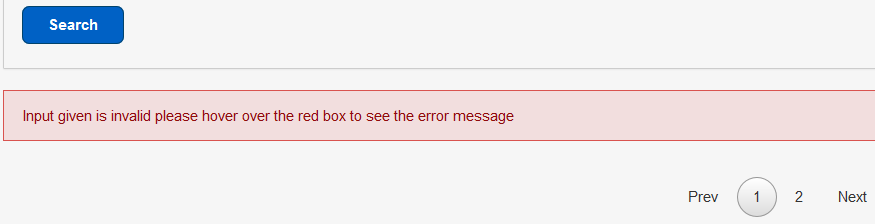 Search
Input given is invalid please hover over the red box to see the error message
Prev 1 2 Next